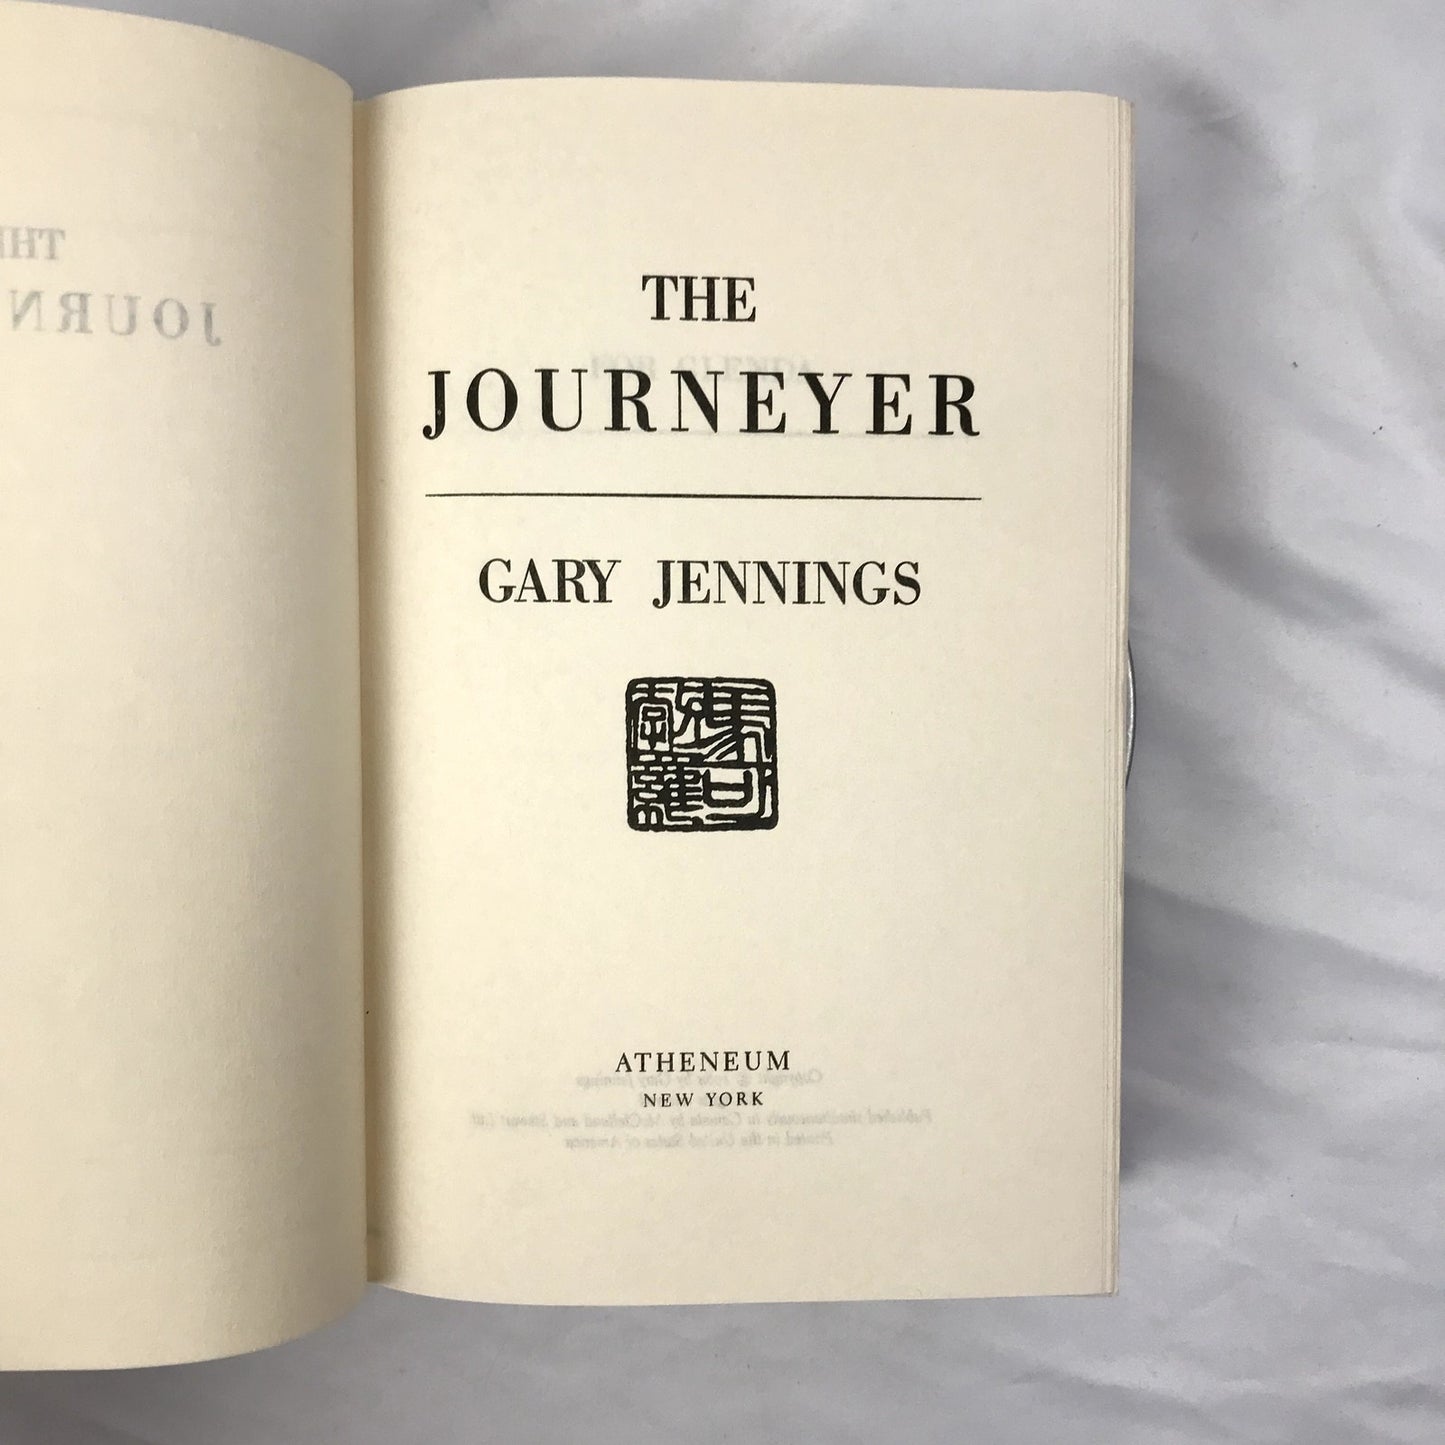 THE
JOURNEYER
GARY JENNINGS
ATHENEUM
NEW YORK